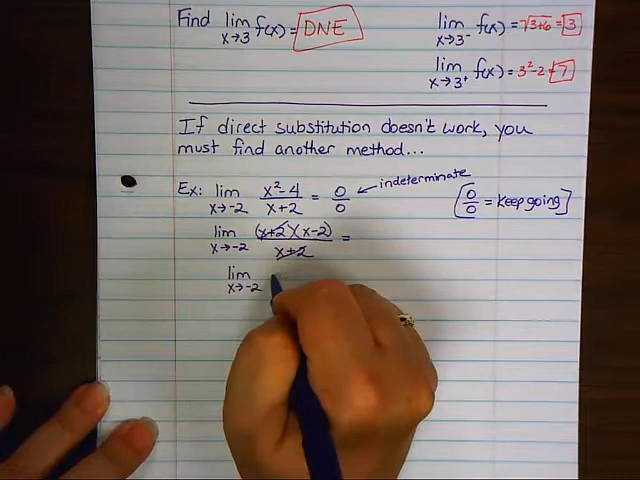 Find lim x→3 f(x) = DNE
lim x→3⁻ f(x) = √3+6 = 3
lim x→3⁺ f(x) = 3²-2 = 7
If direct substitution doesn't work, you
must find another method...
Ex: lim x→-2 x²-4 / x+2 = 0/0 ← indeterminate [0/0 = keep going]
lim x→-2 (x+2)(x-2) / x+2 =
lim x→-2